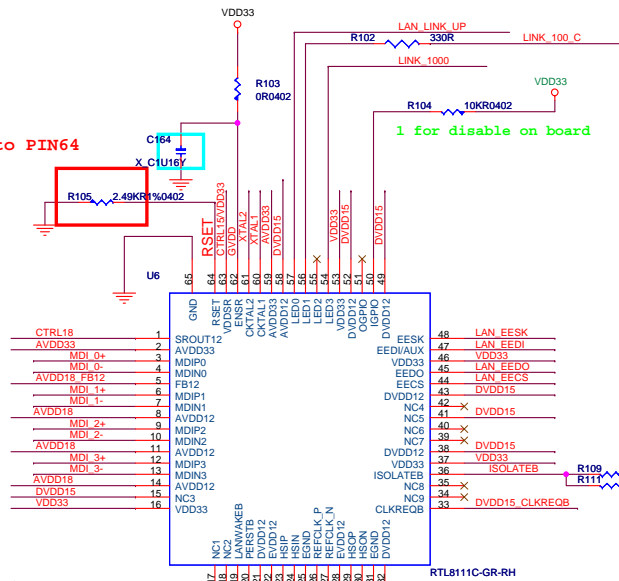 VDD33
LAN_LINK_UP
R102 330R LINK_100_C
LINK_1000
VDD33
R103
0R0402
R104 10KR0402
1 for disable on board
to PIN64
C164
X_C1U16Y
R105 2.49KR1%0402
RSET
CTRL15/VDD33
GVDD
XTAL2
XTAL1
AVDD33
DVDD15
VDD33
DVDD15
DVDD15
U6
65 64 63 62 61 60 59 58 57 56 55 54 53 52 51 50 49
GND
RSET
VDDSR
ENSR
CKTAL2
CKTAL1
AVDD33
AVDD12
LED0
LED1
LED2
LED3
VDD33
DVDD12
OGPIO
IGPIO
DVDD12
CTRL18 1 SROUT12
AVDD33 2 AVDD33
MDI_0+ 3 MDIP0
MDI_0- 4 MDIN0
AVDD18_FB12 5 FB12
MDI_1+ 6 MDIP1
MDI_1- 7 MDIN1
AVDD18 8 AVDD12
MDI_2+ 9 MDIP2
MDI_2- 10 MDIN2
AVDD18 11 AVDD12
MDI_3+ 12 MDIP3
MDI_3- 13 MDIN3
AVDD18 14 AVDD12
DVDD15 15 NC3
VDD33 16 VDD33
EESK 48 LAN_EESK
EEDI/AUX 47 LAN_EEDI
VDD33 46 VDD33
EEDO 45 LAN_EEDO
EECS 44 LAN_EECS
DVDD12 43 DVDD15
NC4 42
NC5 41 DVDD15
NC6 40
NC7 39
DVDD12 38 DVDD15
VDD33 37 VDD33
ISOLATEB 36 ISOLATEB
NC8 35
NC9 34
CLKREQB 33 DVDD15_CLKREQB
R109
R111
NC1
NC2
LANWAKEB
PERSTB
DVDD12
EVDD12
HSIP
HSIN
EGND
REFCLK_P
REFCLK_N
EVDD12
HSOP
HSON
EGND
DVDD12
RTL8111C-GR-RH